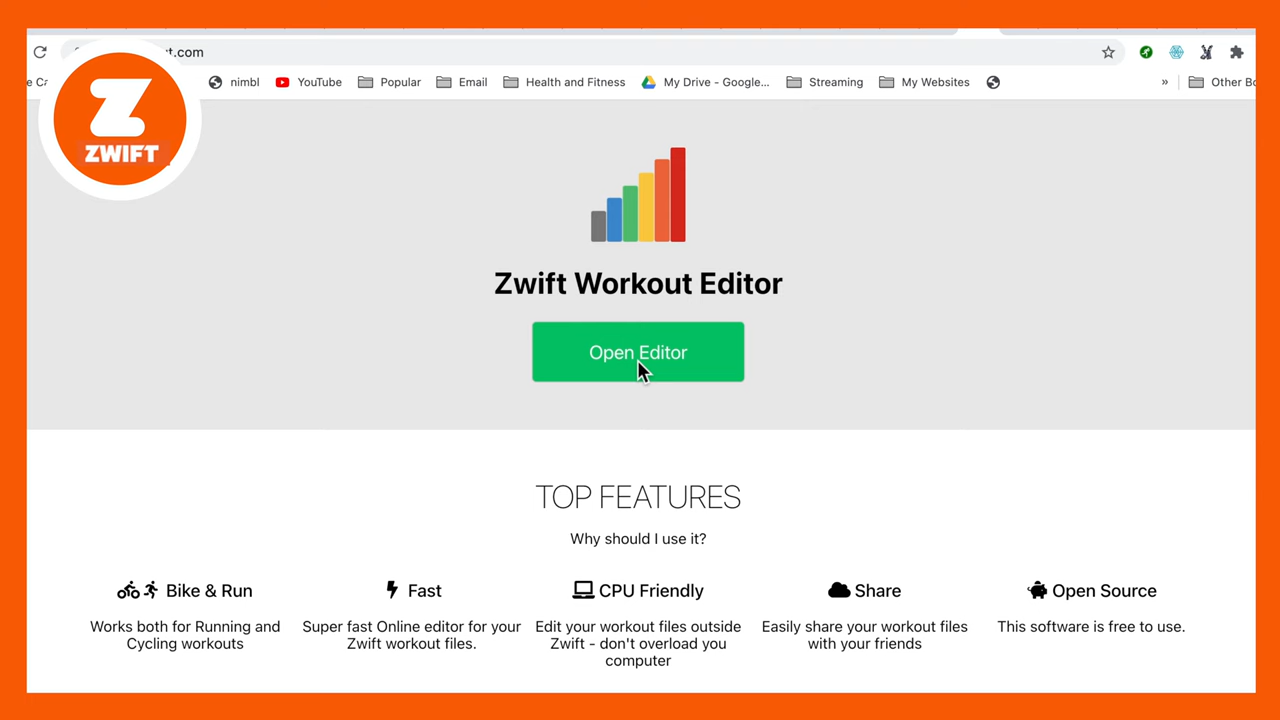 .com
nimbl
YouTube
Popular
Email
Health and Fitness
My Drive - Google...
Streaming
My Websites
»
Other Bo
ZWIFT
Zwift Workout Editor
Open Editor
TOP FEATURES
Why should I use it?
Bike & Run
Fast
CPU Friendly
Share
Open Source
Works both for Running and
Cycling workouts
Super fast Online editor for your
Zwift workout files.
Edit your workout files outside
Zwift - don't overload you
computer
Easily share your workout files
with your friends
This software is free to use.